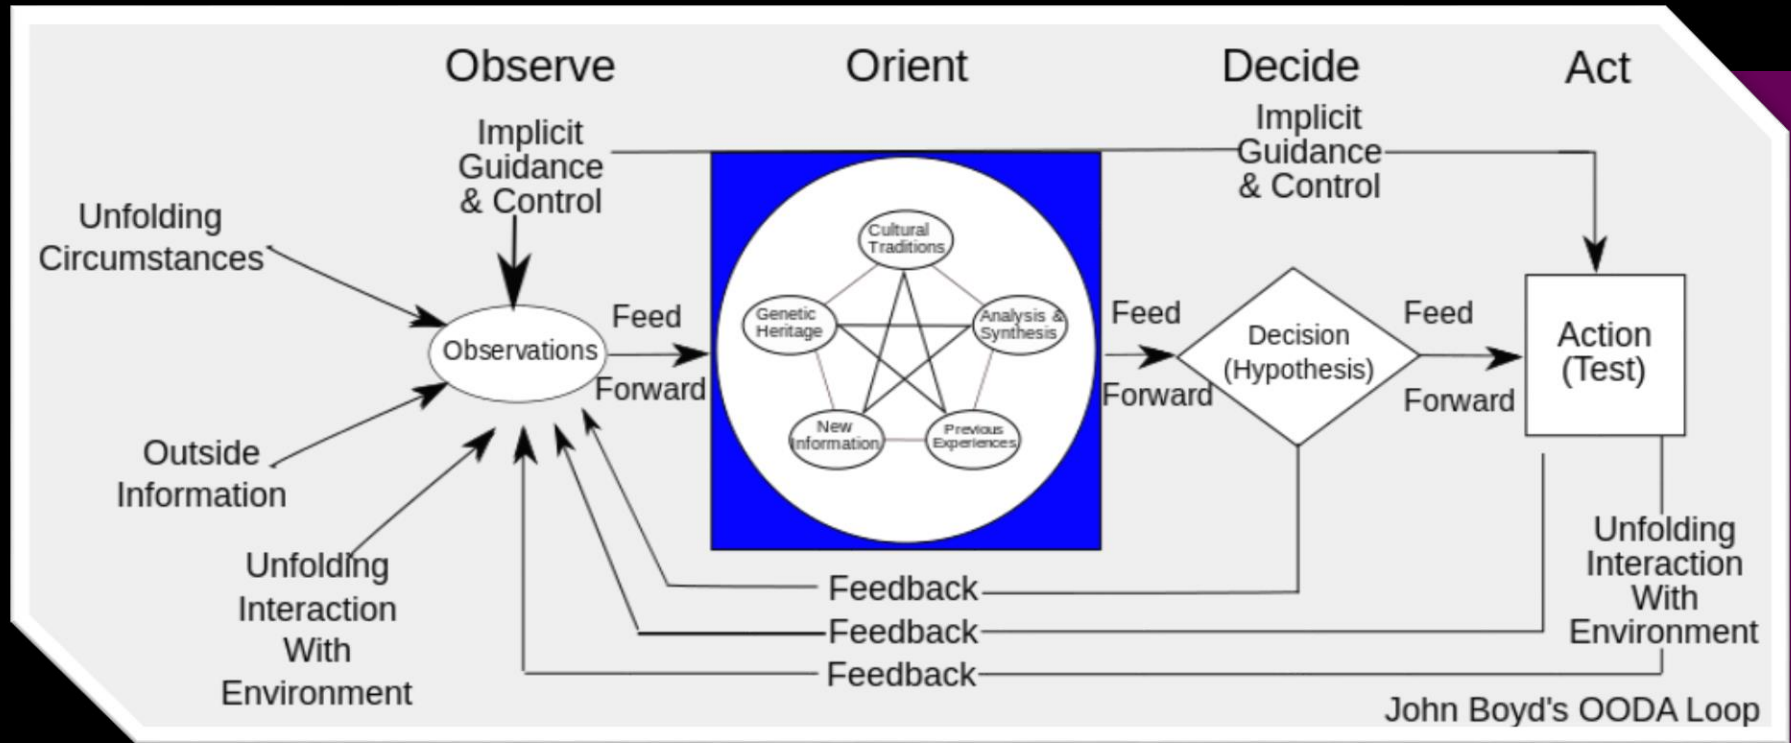 Observe
Orient
Decide
Act
Implicit
Guidance
& Control
Implicit
Guidance
& Control
Unfolding
Circumstances
Observations
Feed
Forward
Cultural
Traditions
Genetic
Heritage
Analysis &
Synthesis
New
Information
Previous
Experiences
Feed
Forward
Decision
(Hypothesis)
Feed
Forward
Action
(Test)
Outside
Information
Unfolding
Interaction
With
Environment
Feedback
Feedback
Feedback
Unfolding
Interaction
With
Environment
John Boyd's OODA Loop